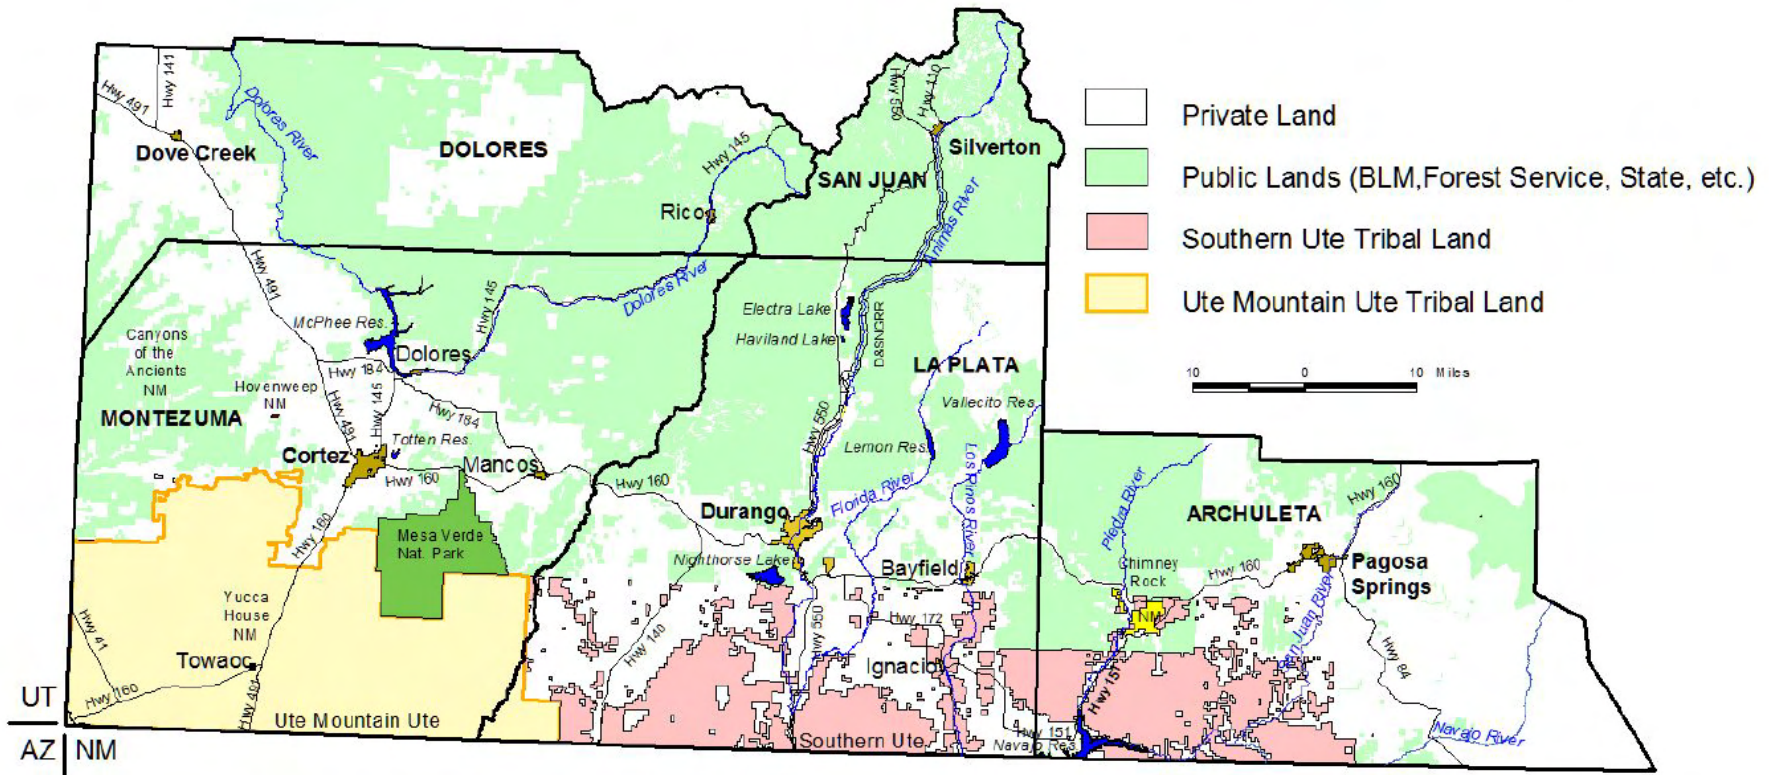 Hwy 491
Hwy 141
Dolores River
Dove Creek
DOLORES
Hwy 145
Rico
Hwy 550
Hwy 110
Silverton
SAN JUAN
Animas River
Private Land
Public Lands (BLM,Forest Service, State, etc.)
Southern Ute Tribal Land
Ute Mountain Ute Tribal Land
10
0
10 Miles
Hwy 491
McPhee Res.
Hwy 145
Dolores River
Electra Lake
Haviland Lake
D&SNGRR
LA PLATA
Vallecito Res.
Canyons
of the
Ancients
NM
Hovenweep
NM
MONTEZUMA
Dolores
Hwy 184
Hwy 145
Hwy 491
Hwy 184
Totten Res.
Cortez
Mancos
Hwy 160
Hwy 160
Hwy 550
Lemon Res.
Los Pinos River
Florida River
Durango
Piedra River
ARCHULETA
Hwy 160
Hwy 160
Mesa Verde
Nat. Park
Nighthorse Lake
Bayfield
Chimney
Rock
NM
Hwy 160
Pagosa
Springs
Yucca
House
NM
Hwy 41
Towaoc
Hwy 160
Hwy 491
Hwy 140
Hwy 550
Hwy 172
Ignacio
Hwy 151
San Juan River
Hwy 84
UT
AZ
NM
Ute Mountain Ute
Southern Ute
Hwy 151
Navajo Res.
Navajo River